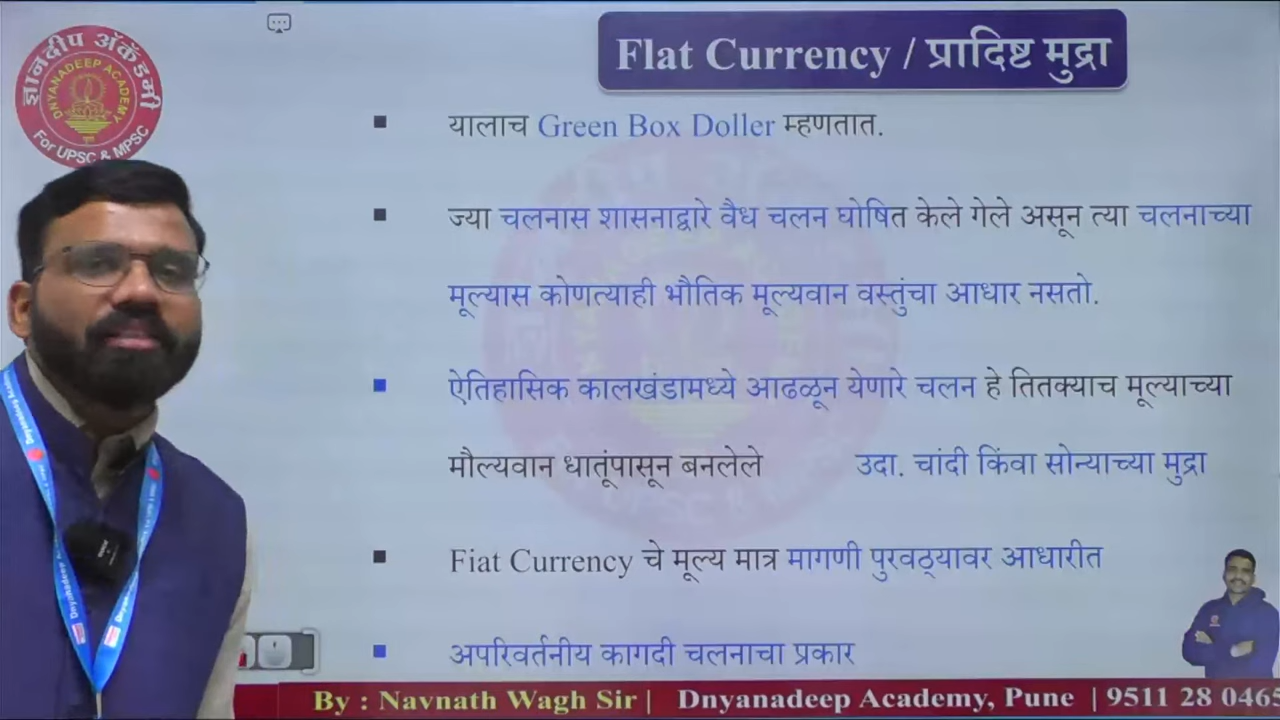 Flat Currency / प्रादिष्ट मुद्रा
ज्ञानदीप अॅकॅडमी
DNYANADEEP ACADEMY
For UPSC & MPSC
यालाच Green Box Doller म्हणतात.
ज्या चलनास शासनाद्वारे वैध चलन घोषित केले गेले असून त्या चलनाच्या
मूल्यास कोणत्याही भौतिक मूल्यवान वस्तुंचा आधार नसतो.
ऐतिहासिक कालखंडामध्ये आढळून येणारे चलन हे तितक्याच मूल्याच्या
मौल्यवान धातूंपासून बनलेले उदा. चांदी किंवा सोन्याच्या मुद्रा
Fiat Currency चे मूल्य मात्र मागणी पुरवठ्यावर आधारीत
अपरिवर्तनीय कागदी चलनाचा प्रकार
By : Navnath Wagh Sir | Dnyanadeep Academy, Pune | 9511 28 0465